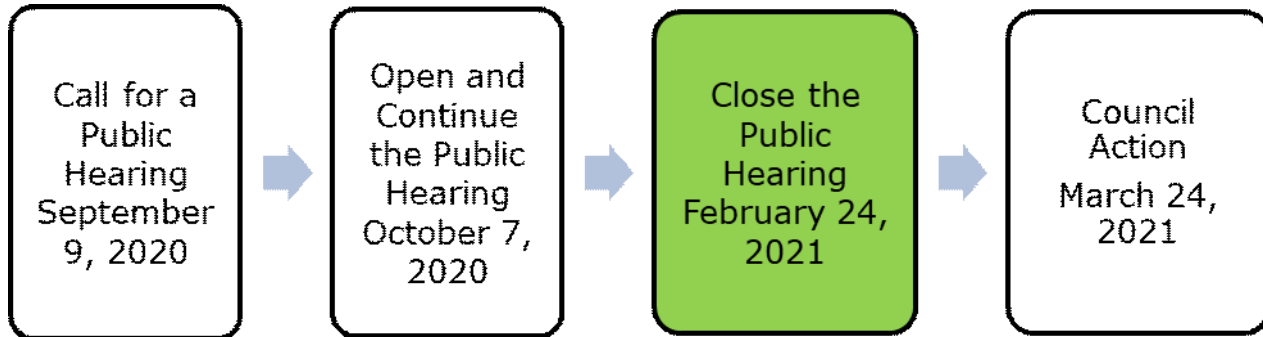 Call for a
Public
Hearing
September
9, 2020
Open and
Continue
the Public
Hearing
October 7,
2020
Close the
Public
Hearing
February 24,
2021
Council
Action
March 24,
2021